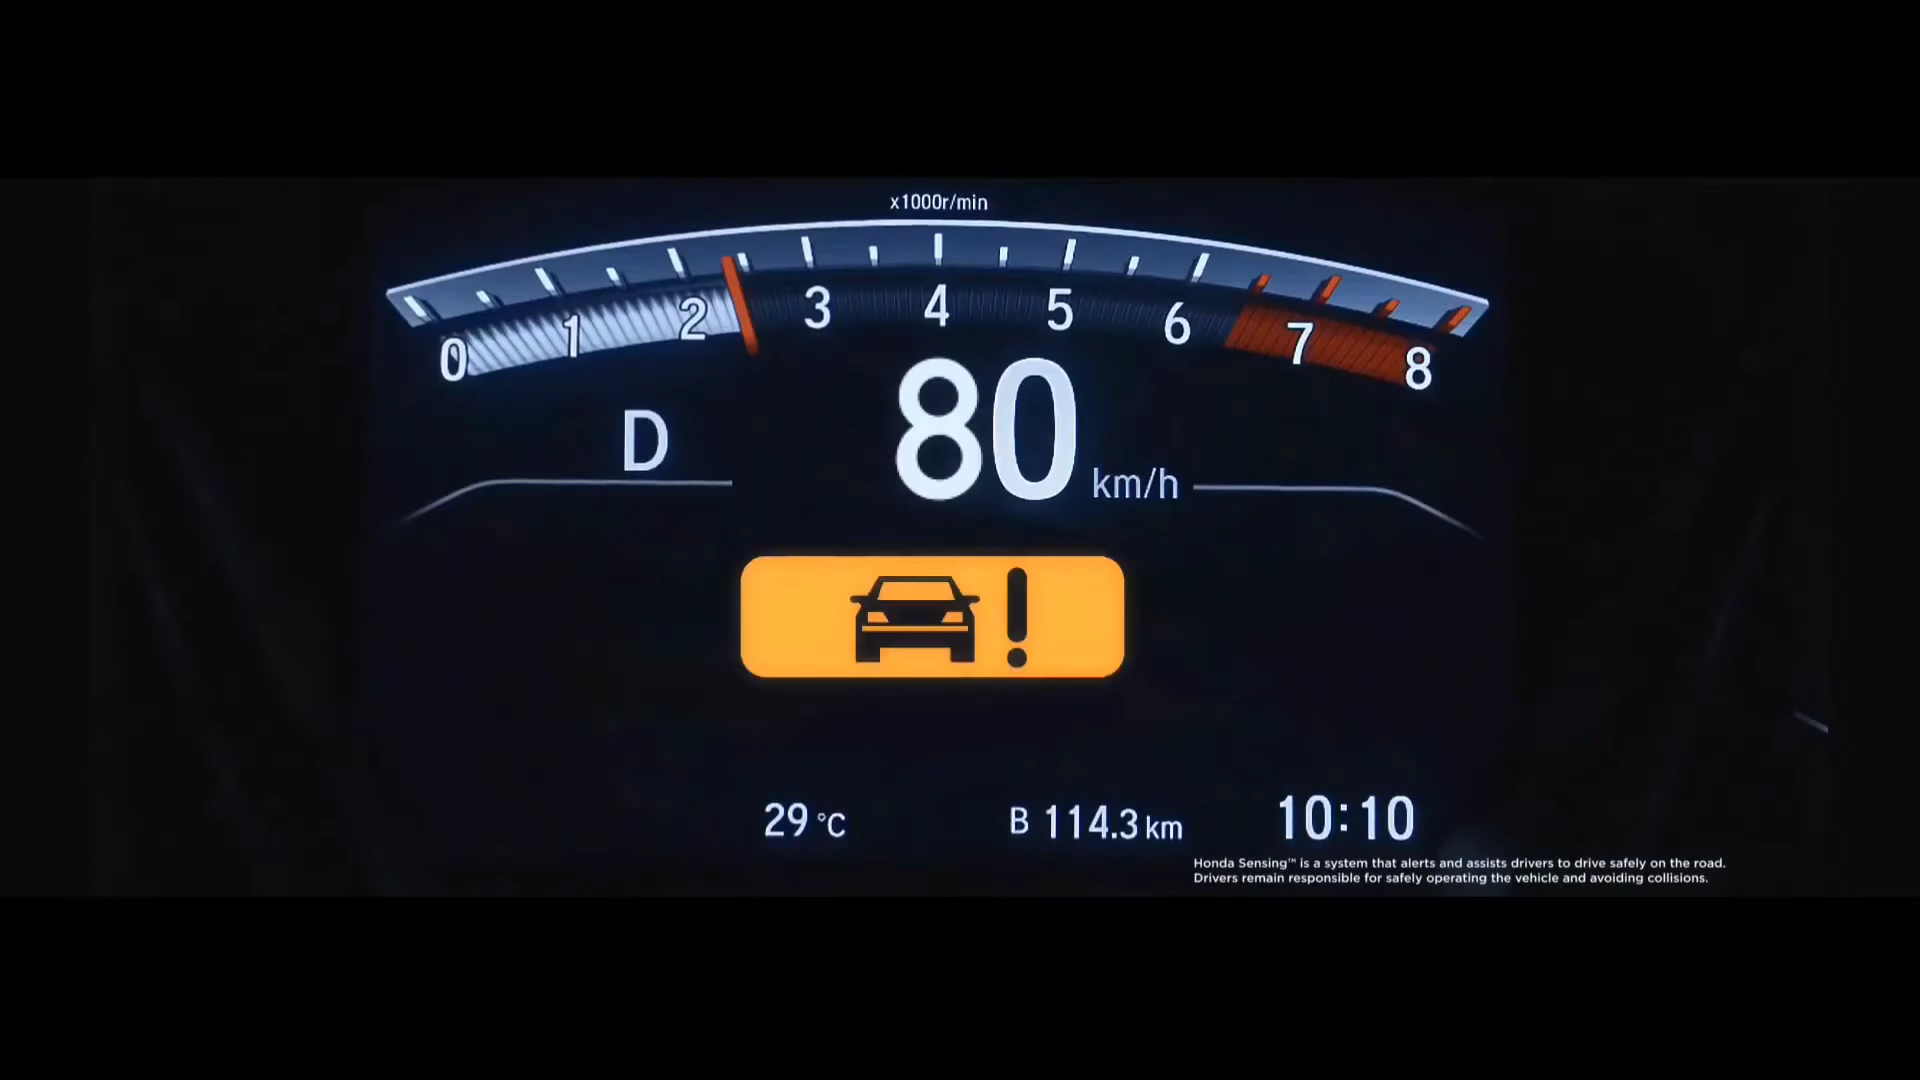 x1000r/min
0 1 2 3 4 5 6 7 8
D 80 km/h
!
29 °C B 114.3 km 10:10
Honda Sensing™ is a system that alerts and assists drivers to drive safely on the road.
Drivers remain responsible for safely operating the vehicle and avoiding collisions.